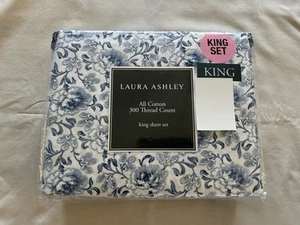 KING
SET
KING
LAURA ASHLEY
All Cotton
300 Thread Count
king sheet set